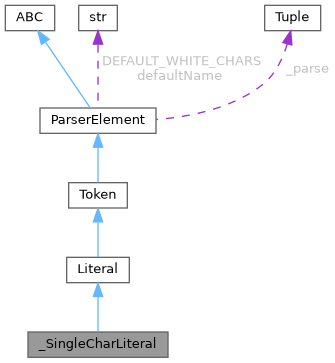 ABC
str
Tuple
DEFAULT_WHITE_CHARS
defaultName
_parse
ParserElement
Token
Literal
_SingleCharLiteral